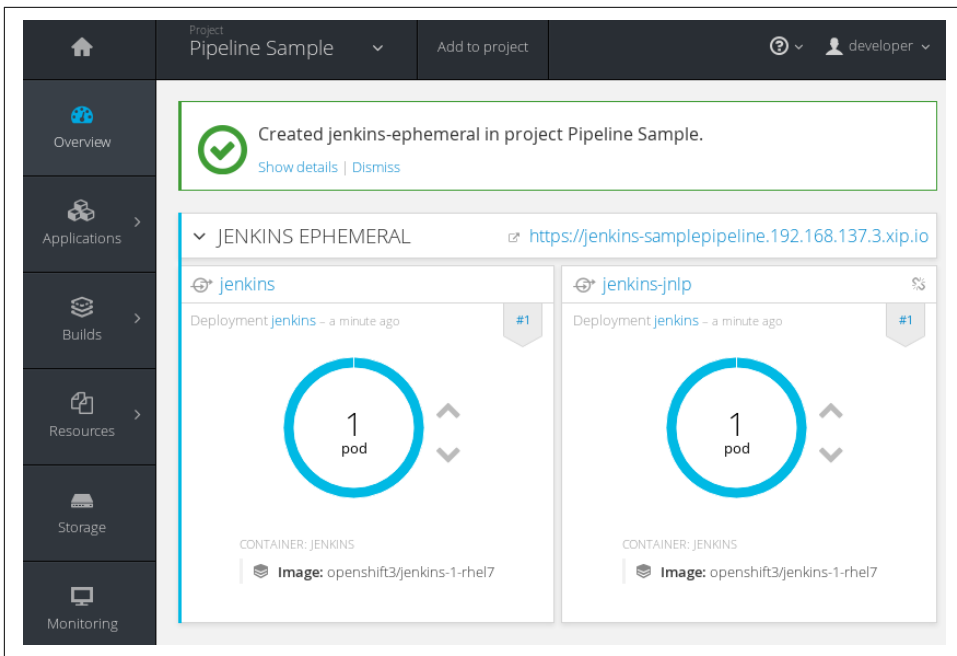 Project
Pipeline Sample
Add to project
developer
Overview
Applications
Builds
Resources
Storage
Monitoring
Created jenkins-ephemeral in project Pipeline Sample.
Show details | Dismiss
JENKINS EPHEMERAL
https://jenkins-samplepipeline.192.168.137.3.xip.io
jenkins
Deployment jenkins – a minute ago
#1
1
pod
CONTAINER: JENKINS
Image: openshift3/jenkins-1-rhel7
jenkins-jnlp
Deployment jenkins – a minute ago
#1
1
pod
CONTAINER: JENKINS
Image: openshift3/jenkins-1-rhel7